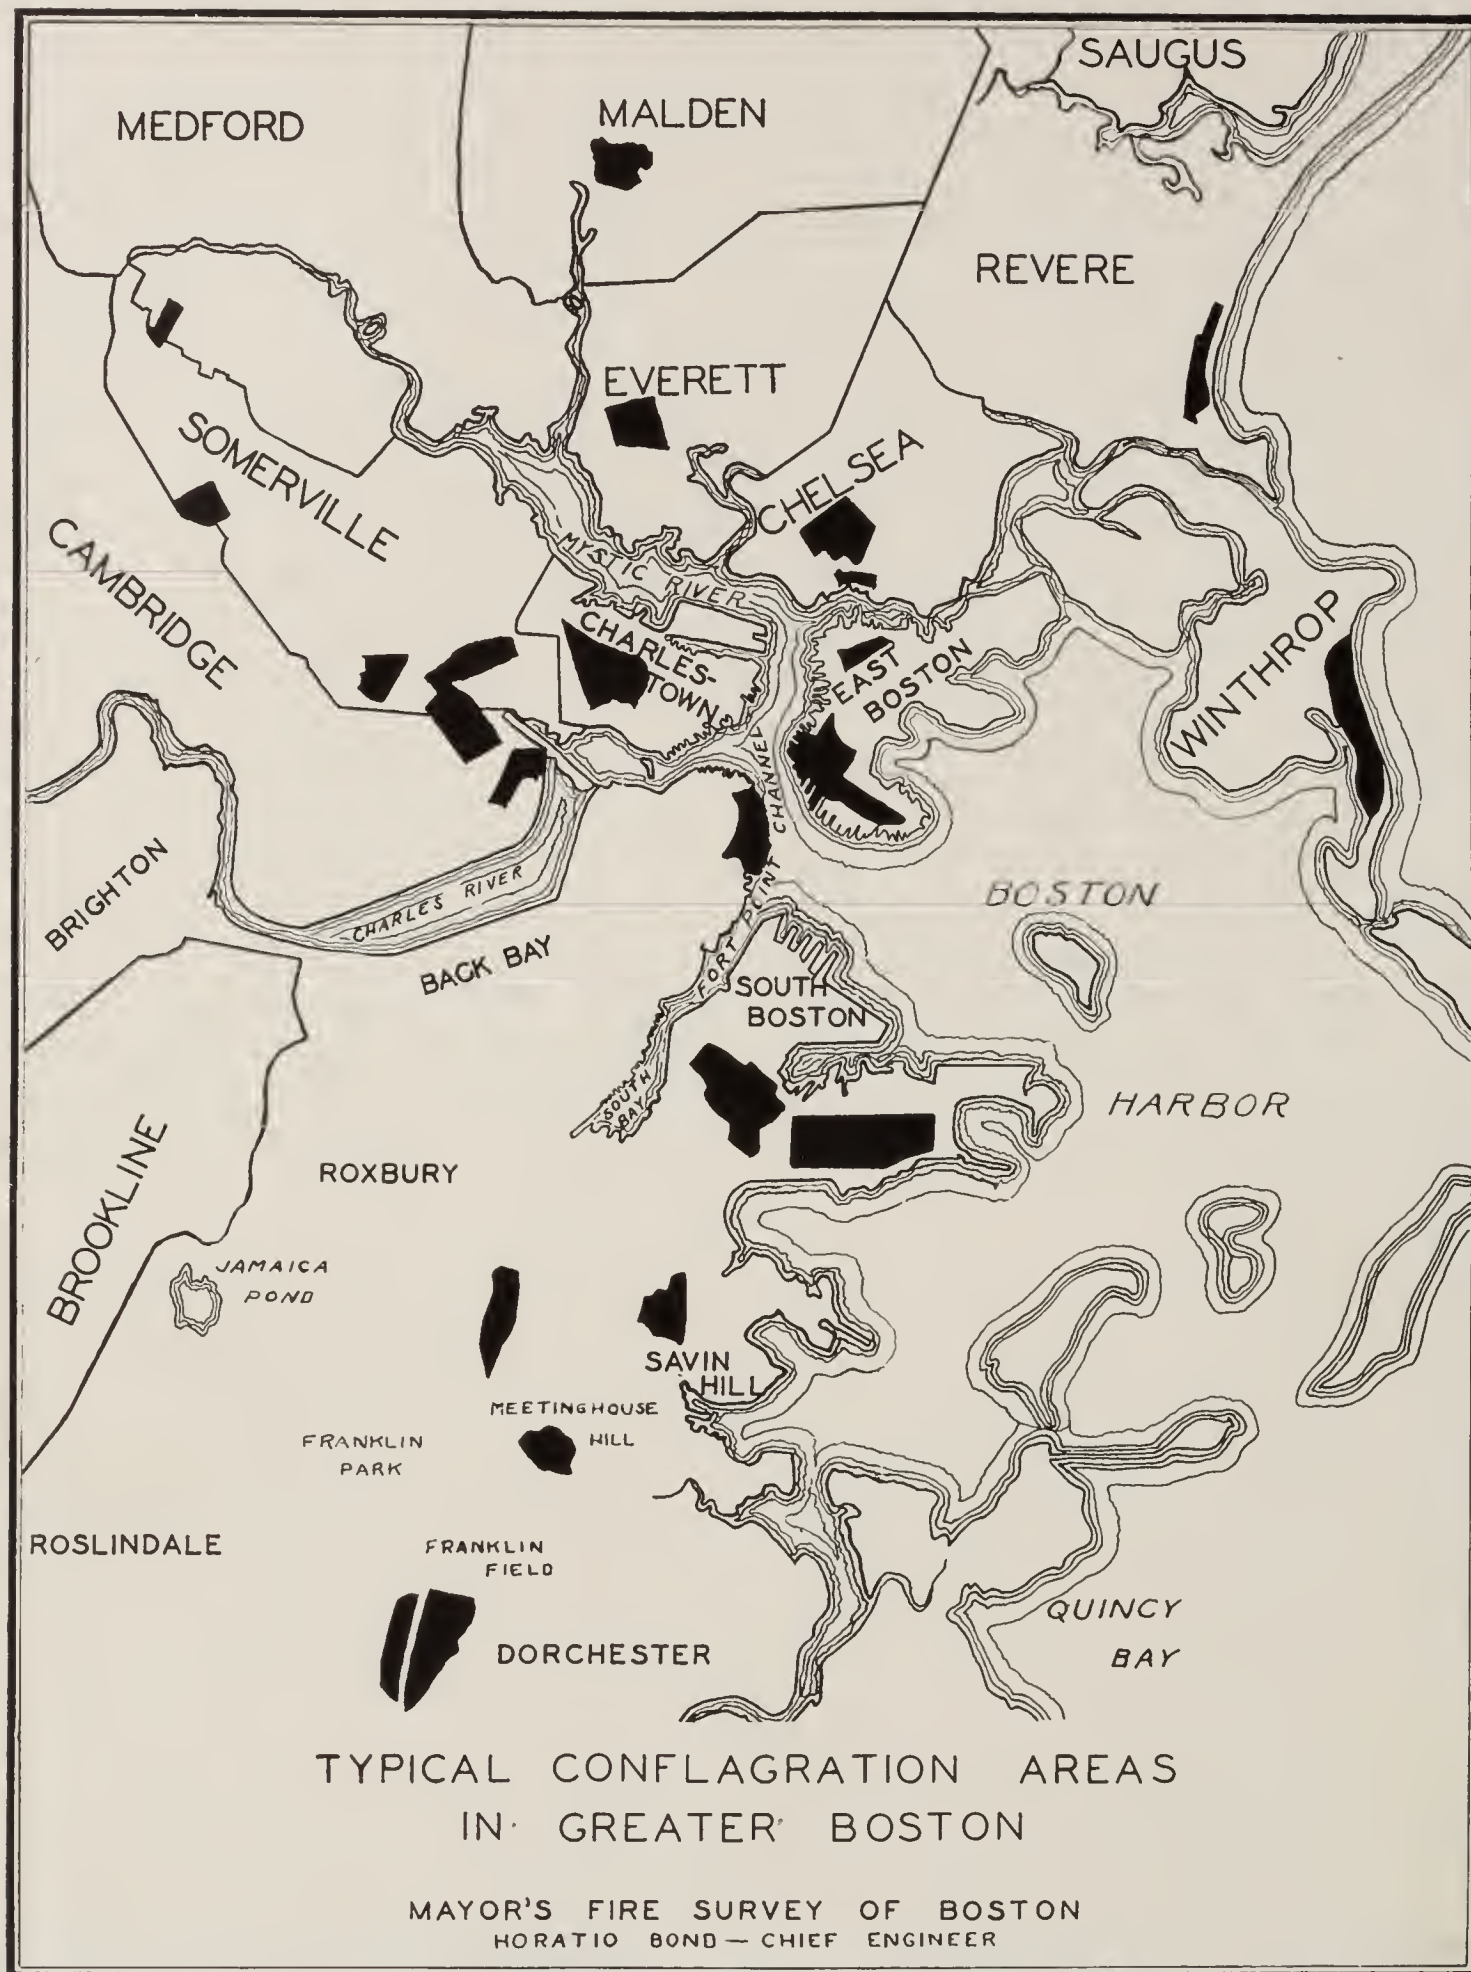 SAUGUS
MEDFORD
MALDEN
REVERE
EVERETT
SOMERVILLE
CHELSEA
CAMBRIDGE
MYSTIC RIVER
CHARLES-
TOWN
EAST
BOSTON
WINTHROP
BRIGHTON
CHARLES RIVER
BACK BAY
FORT POINT CHANNEL
BOSTON
HARBOR
SOUTH
BOSTON
SOUTH
BAY
ROXBURY
BROOKLINE
JAMAICA
POND
SAVIN
HILL
MEETINGHOUSE
HILL
FRANKLIN
PARK
ROSLINDALE
FRANKLIN
FIELD
DORCHESTER
QUINCY
BAY
TYPICAL CONFLAGRATION AREAS
IN GREATER BOSTON
MAYOR'S FIRE SURVEY OF BOSTON
HORATIO BOND — CHIEF ENGINEER